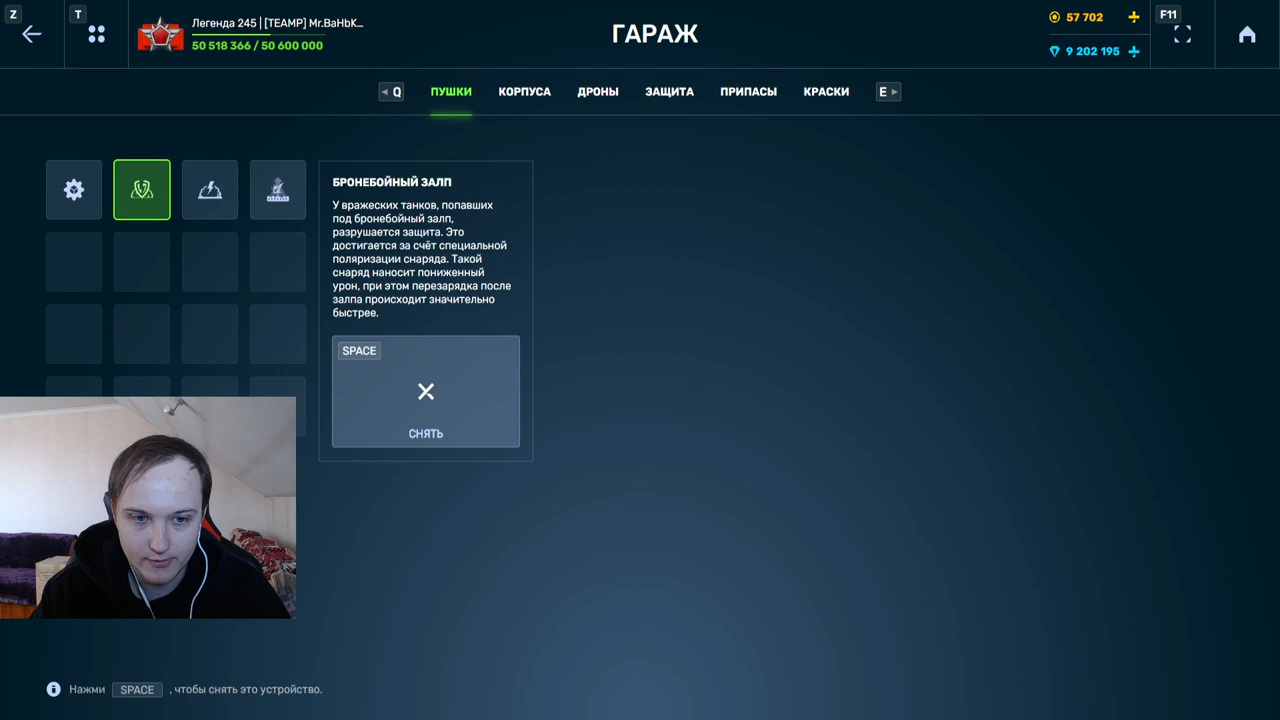 Z
T
Легенда 245 | [TEAMP] Mr.BaHbK...
50 518 366 / 50 600 000
ГАРАЖ
57 702
9 202 195
F11
Q
ПУШКИ
КОРПУСА
ДРОНЫ
ЗАЩИТА
ПРИПАСЫ
КРАСКИ
E
БРОНЕБОЙНЫЙ ЗАЛП
У вражеских танков, попавших
под бронебойный залп,
разрушается защита. Это
достигается за счёт специальной
поляризации снаряда. Такой
снаряд наносит пониженный
урон, при этом перезарядка после
залпа происходит значительно
быстрее.
SPACE
СНЯТЬ
Нажми SPACE , чтобы снять это устройство.